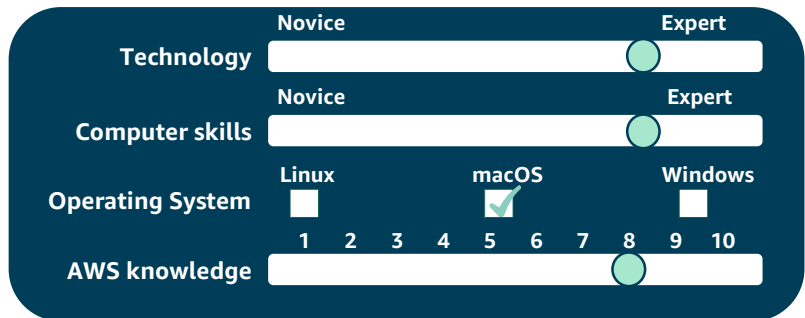 Novice Expert
Technology
Novice Expert
Computer skills
Linux macOS Windows
Operating System
1 2 3 4 5 6 7 8 9 10
AWS knowledge